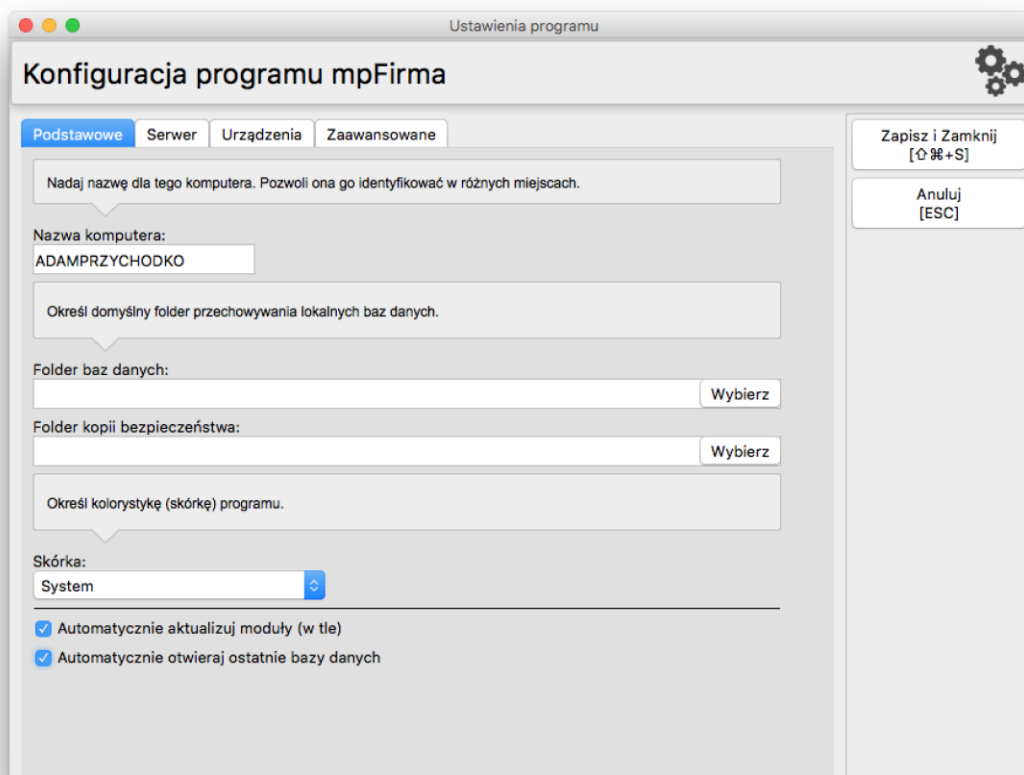 Ustawienia programu
Konfiguracja programu mpFirma
Podstawowe Serwer Urządzenia Zaawansowane
Zapisz i Zamknij
[⇧⌘+S]
Anuluj
[ESC]
Nadaj nazwę dla tego komputera. Pozwoli ona go identyfikować w różnych miejscach.
Nazwa komputera:
ADAMPRZYCHODKO
Określ domyślny folder przechowywania lokalnych baz danych.
Folder baz danych:
Wybierz
Folder kopii bezpieczeństwa:
Wybierz
Określ kolorystykę (skórkę) programu.
Skórka:
System
Automatycznie aktualizuj moduły (w tle)
Automatycznie otwieraj ostatnie bazy danych